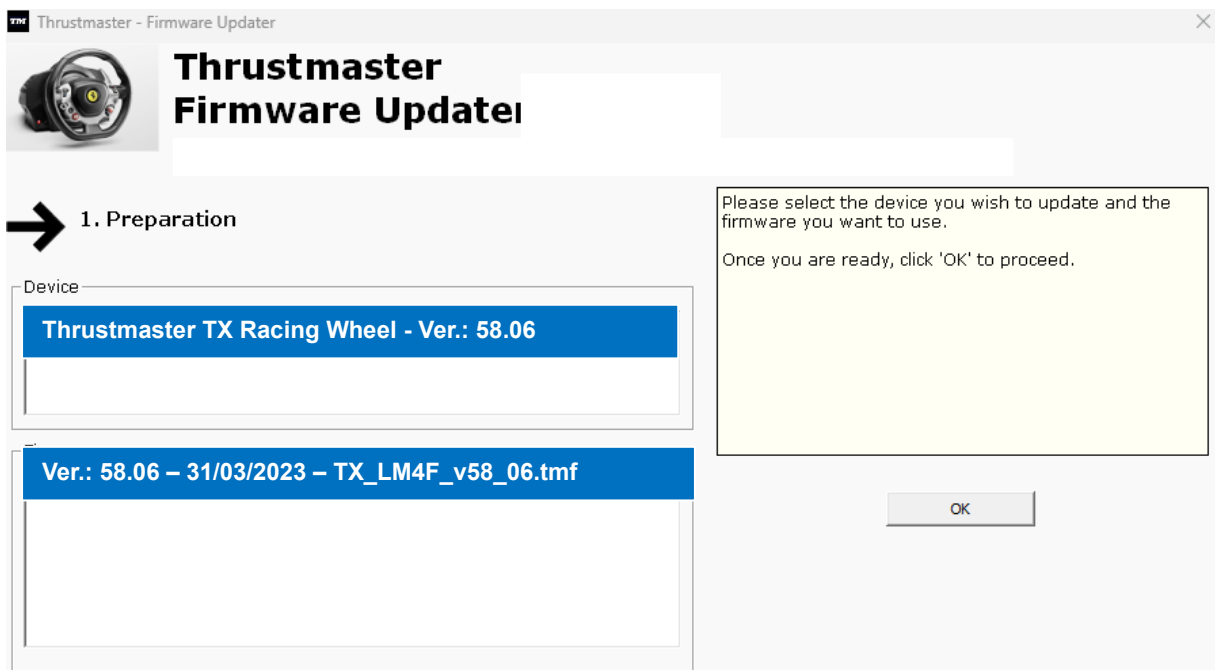 Thrustmaster - Firmware Updater
Thrustmaster
Firmware Updater
1. Preparation
Please select the device you wish to update and the
firmware you want to use.
Once you are ready, click 'OK' to proceed.
Device
Thrustmaster TX Racing Wheel - Ver.: 58.06
Ver.: 58.06 – 31/03/2023 – TX_LM4F_v58_06.tmf
OK